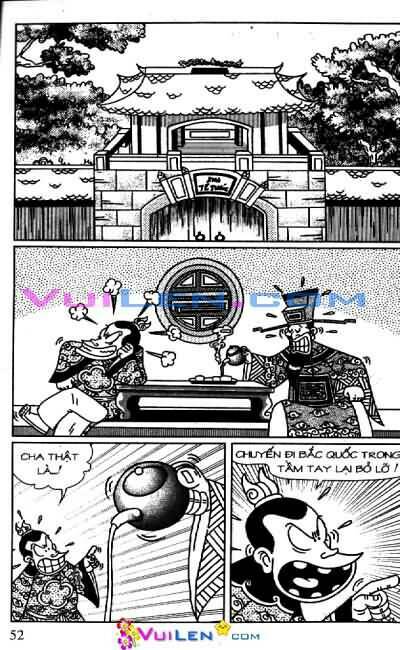 TỂ TƯỚNG
VUILEN.COM
CHA THẬT
LÀ..!
CHUYẾN ĐI BẮC QUỐC TRONG
TẦM TAY LẠI BỎ LỠ!
52
VUILEN.COM